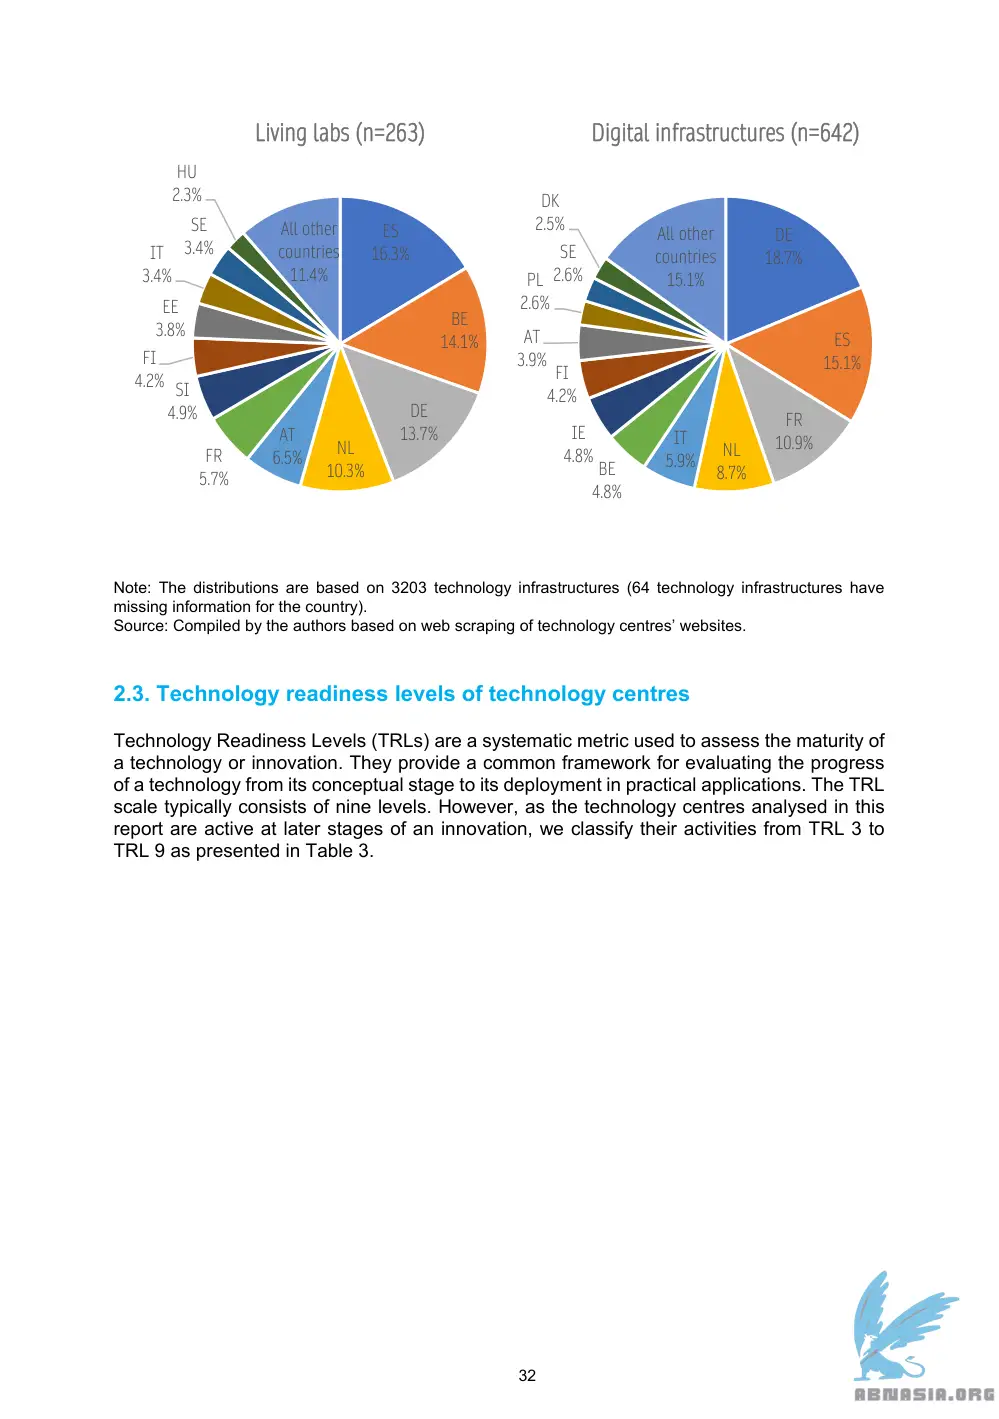 Living labs (n=263)
HU
2.3%
SE
3.4%
IT
3.4%
EE
3.8%
FI
4.2%
SI
4.9%
FR
5.7%
AT
6.5%
NL
10.3%
DE
13.7%
BE
14.1%
ES
16.3%
All other
countries
11.4%
Digital infrastructures (n=642)
DK
2.5%
SE
2.6%
PL
2.6%
AT
3.9%
FI
4.2%
IE
4.8%
BE
4.8%
IT
5.9%
NL
8.7%
FR
10.9%
ES
15.1%
DE
18.7%
All other
countries
15.1%
Note: The distributions are based on 3203 technology infrastructures (64 technology infrastructures have
missing information for the country).
Source: Compiled by the authors based on web scraping of technology centres’ websites.
2.3. Technology readiness levels of technology centres
Technology Readiness Levels (TRLs) are a systematic metric used to assess the maturity of
a technology or innovation. They provide a common framework for evaluating the progress
of a technology from its conceptual stage to its deployment in practical applications. The TRL
scale typically consists of nine levels. However, as the technology centres analysed in this
report are active at later stages of an innovation, we classify their activities from TRL 3 to
TRL 9 as presented in Table 3.
32
ABNASIA.ORG